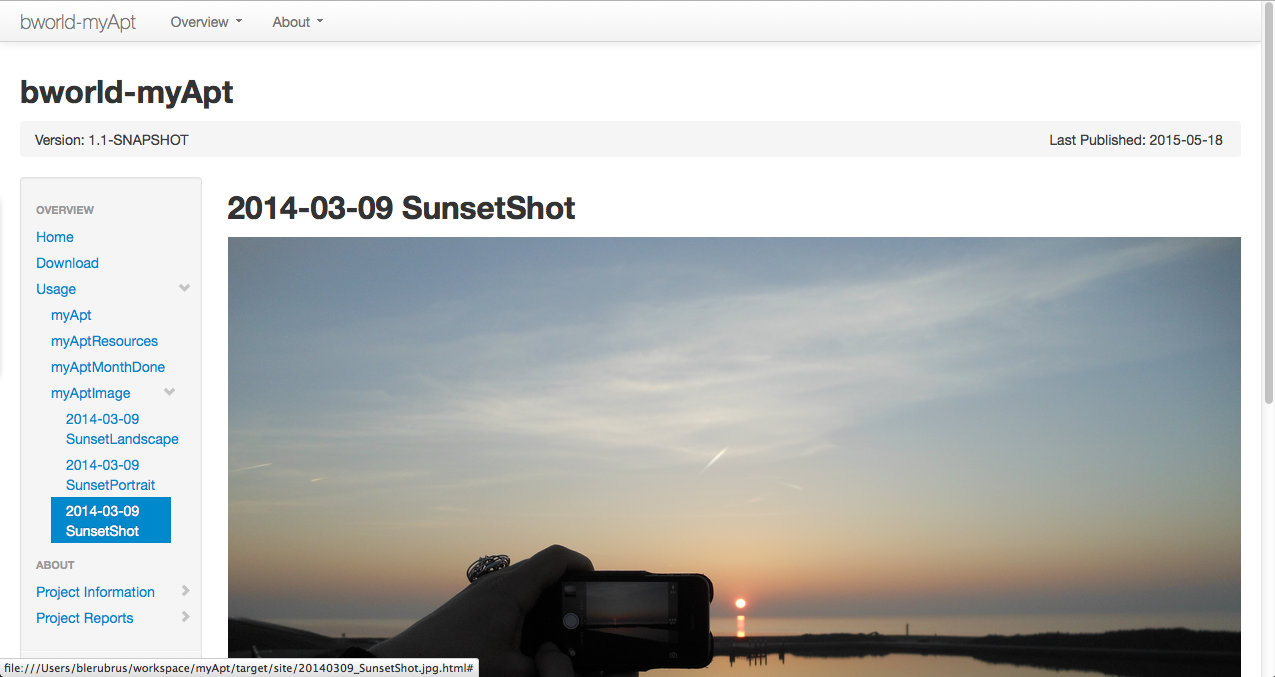 bworld-myApt Overview About
bworld-myApt
Version: 1.1-SNAPSHOT Last Published: 2015-05-18
OVERVIEW
Home
Download
Usage
myApt
myAptResources
myAptMonthDone
myAptImage
2014-03-09
SunsetLandscape
2014-03-09
SunsetPortrait
2014-03-09
SunsetShot
ABOUT
Project Information
Project Reports
2014-03-09 SunsetShot
file:///Users/blerubrus/workspace/myApt/target/site/20140309_SunsetShot.jpg.html#